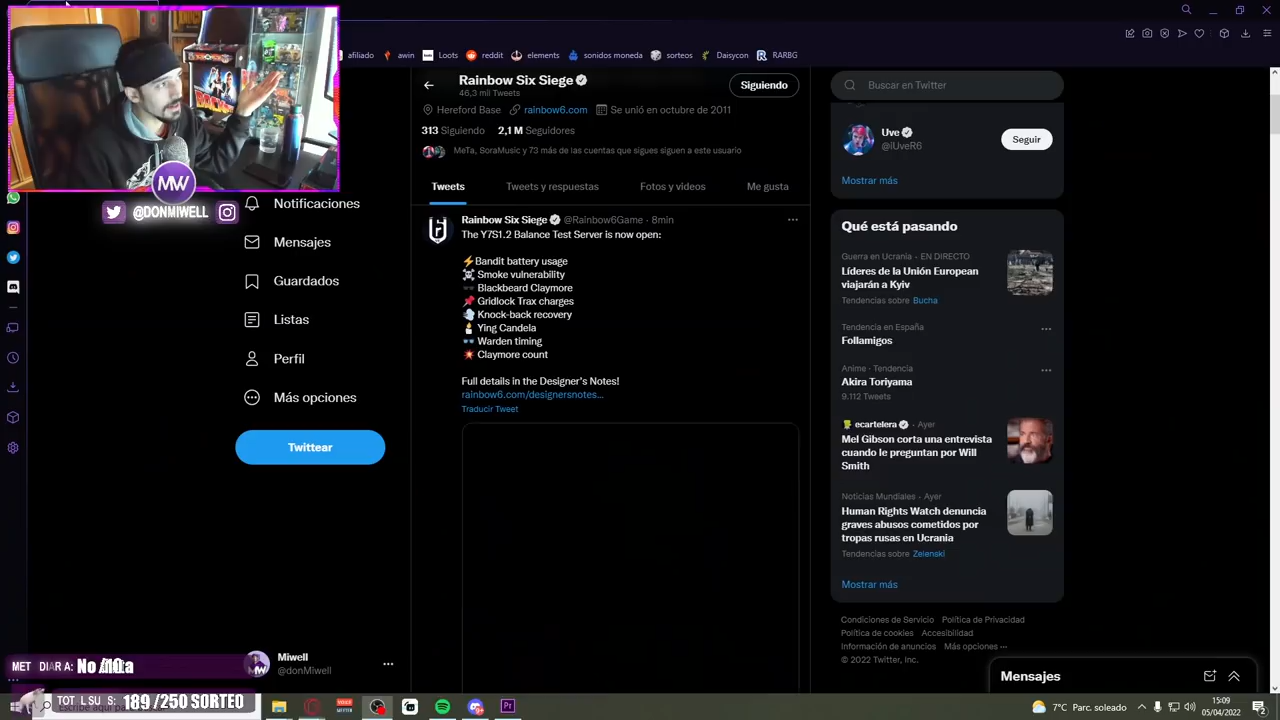 afiliado
awin
Loots
reddit
elements
sonidos moneda
sorteos
Daisycon
RARBG
MW
@DONMIWELL
Notificaciones
Mensajes
Guardados
Listas
Perfil
Más opciones
Twittear
Miwell
@donMiwell
Rainbow Six Siege
46,3 mil Tweets
Siguiendo
Hereford Base
rainbow6.com
Se unió en octubre de 2011
313 Siguiendo 2,1 M Seguidores
MeTa, SoraMusic y 73 más de las cuentas que sigues siguen a este usuario
Tweets
Tweets y respuestas
Fotos y videos
Me gusta
Rainbow Six Siege @Rainbow6Game · 8min
The Y7S1.2 Balance Test Server is now open:
Bandit battery usage
Smoke vulnerability
Blackbeard Claymore
Gridlock Trax charges
Knock-back recovery
Ying Candela
Warden timing
Claymore count
Full details in the Designer's Notes!
rainbow6.com/designersnotes…
Traducir Tweet
Buscar en Twitter
Uve
@iUveR6
Seguir
Mostrar más
Qué está pasando
Guerra en Ucrania · EN DIRECTO
Líderes de la Unión European
viajarán a Kyiv
Tendencias sobre Bucha
Tendencia en España
Follamigos
Anime · Tendencia
Akira Toriyama
9.112 Tweets
ecartelera · Ayer
Mel Gibson corta una entrevista
cuando le preguntan por Will
Smith
Noticias Mundiales · Ayer
Human Rights Watch denuncia
graves abusos cometidos por
tropas rusas en Ucrania
Tendencias sobre Zelenski
Mostrar más
Condiciones de Servicio Política de Privacidad
Política de cookies Accesibilidad
Información de anuncios Más opciones ···
© 2022 Twitter, Inc.
Mensajes
189 /250 SORTEO
7°C Parc. soleado
15:09
05/04/2022